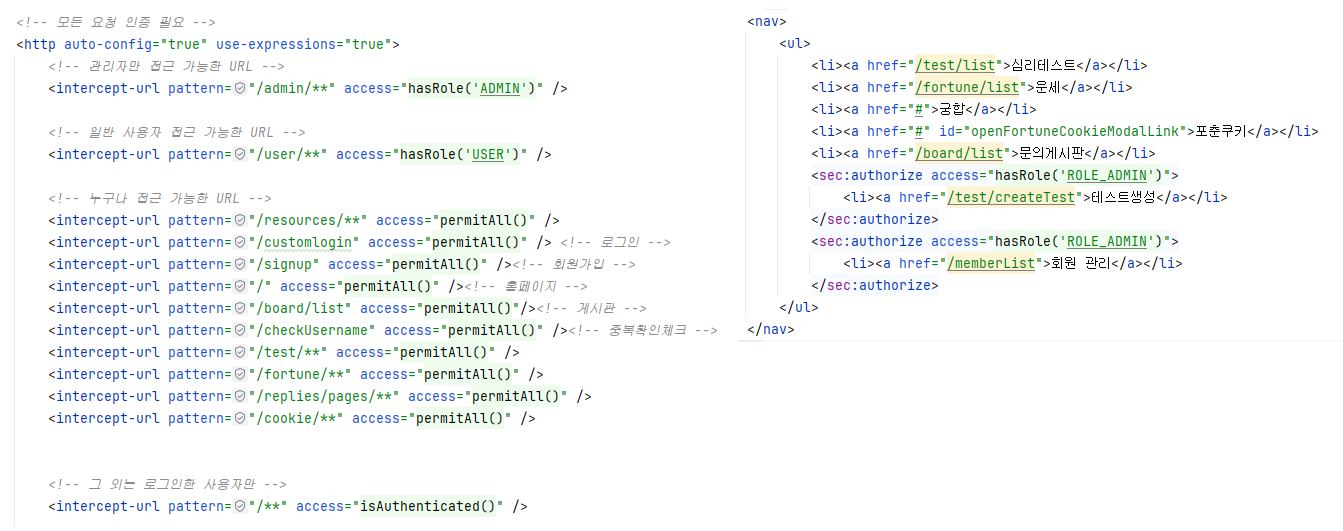 <!-- 모든 요청 인증 필요 -->
<http auto-config="true" use-expressions="true">
<!-- 관리자만 접근 가능한 URL -->
<intercept-url pattern="/admin/**" access="hasRole('ADMIN')" />
<!-- 일반 사용자 접근 가능한 URL -->
<intercept-url pattern="/user/**" access="hasRole('USER')" />
<!-- 누구나 접근 가능한 URL -->
<intercept-url pattern="/resources/**" access="permitAll()" />
<intercept-url pattern="/customlogin" access="permitAll()" /> <!-- 로그인 -->
<intercept-url pattern="/signup" access="permitAll()" /><!-- 회원가입 -->
<intercept-url pattern="/" access="permitAll()" /><!-- 홈페이지 -->
<intercept-url pattern="/board/list" access="permitAll()"/><!-- 게시판 -->
<intercept-url pattern="/checkUsername" access="permitAll()" /><!-- 중복확인체크 -->
<intercept-url pattern="/test/**" access="permitAll()" />
<intercept-url pattern="/fortune/**" access="permitAll()" />
<intercept-url pattern="/replies/pages/**" access="permitAll()" />
<intercept-url pattern="/cookie/**" access="permitAll()" />
<!-- 그 외는 로그인한 사용자만 -->
<intercept-url pattern="/**" access="isAuthenticated()" />
<nav>
<ul>
<li><a href="/test/list">심리테스트</a></li>
<li><a href="/fortune/list">운세</a></li>
<li><a href="#">궁합</a></li>
<li><a href="#" id="openFortuneCookieModalLink">포춘쿠키</a></li>
<li><a href="/board/list">문의게시판</a></li>
<sec:authorize access="hasRole('ROLE_ADMIN')">
<li><a href="/test/createTest">테스트생성</a></li>
</sec:authorize>
<sec:authorize access="hasRole('ROLE_ADMIN')">
<li><a href="/memberList">회원 관리</a></li>
</sec:authorize>
</ul>
</nav>